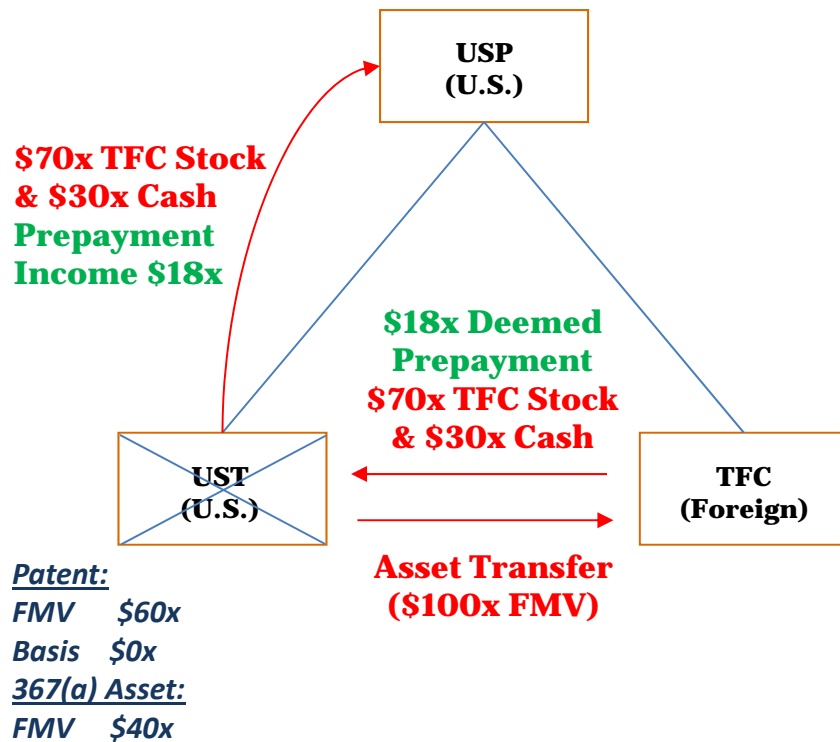 USP
(U.S.)
$70x TFC Stock
& $30x Cash
Prepayment
Income $18x
$18x Deemed
Prepayment
$70x TFC Stock
& $30x Cash
UST
(U.S.)
TFC
(Foreign)
Asset Transfer
($100x FMV)
Patent:
FMV $60x
Basis $0x
367(a) Asset:
FMV $40x